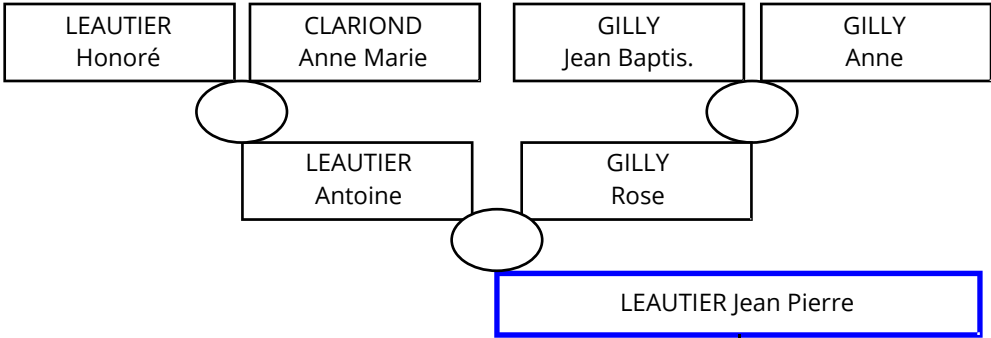 LEAUTIER
Honoré
CLARIOND
Anne Marie
GILLY
Jean Baptis.
GILLY
Anne
LEAUTIER
Antoine
GILLY
Rose
LEAUTIER Jean Pierre